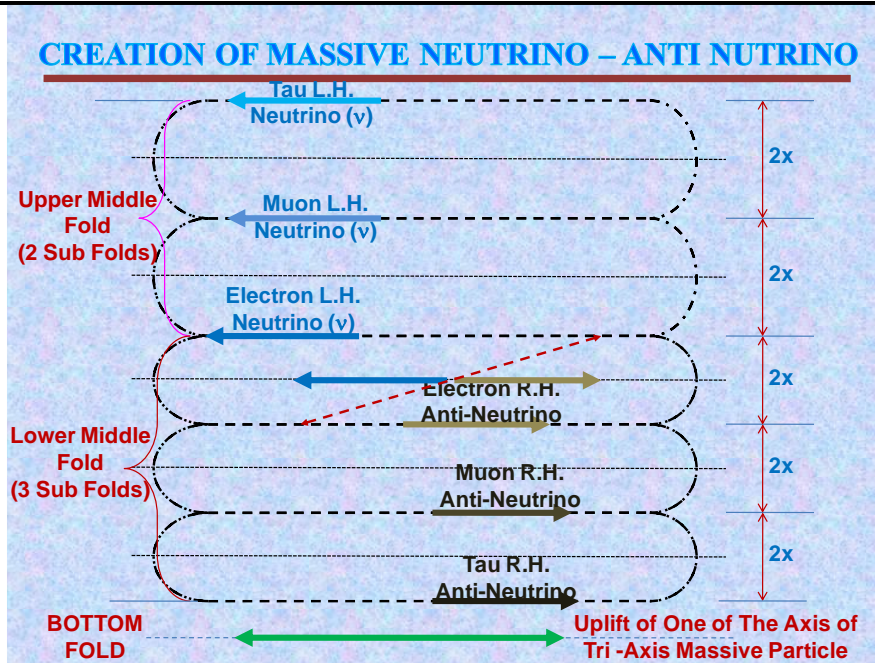 CREATION OF MASSIVE NEUTRINO – ANTI NUTRINO
Tau L.H.
Neutrino (ν)
2x
Upper Middle
Fold
(2 Sub Folds)
Muon L.H.
Neutrino (ν)
2x
Electron L.H.
Neutrino (ν)
2x
Electron R.H.
Anti-Neutrino
Lower Middle
Fold
(3 Sub Folds)
2x
Muon R.H.
Anti-Neutrino
2x
Tau R.H.
Anti-Neutrino
BOTTOM
FOLD
Uplift of One of The Axis of
Tri -Axis Massive Particle